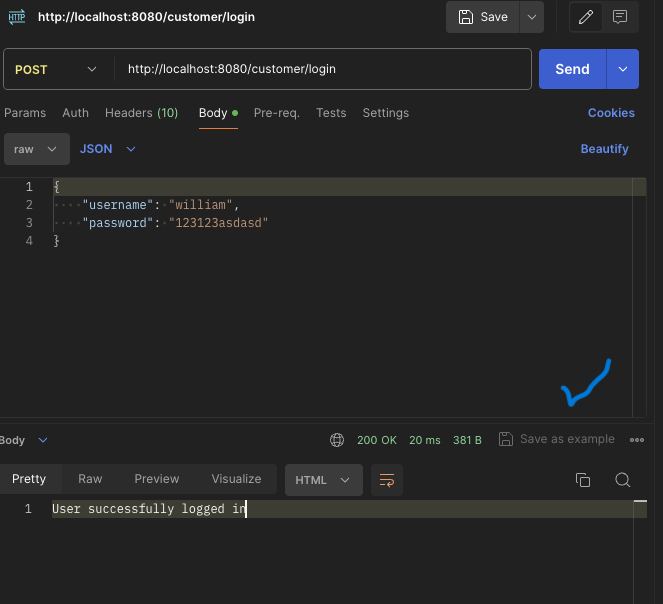 HTTP http://localhost:8080/customer/login Save
POST http://localhost:8080/customer/login Send
Params Auth Headers (10) Body Pre-req. Tests Settings Cookies
raw JSON Beautify
1 {
2 "username": "william",
3 "password": "123123asdasd"
4 }
Body 200 OK 20 ms 381 B Save as example
Pretty Raw Preview Visualize HTML
1 User successfully logged in